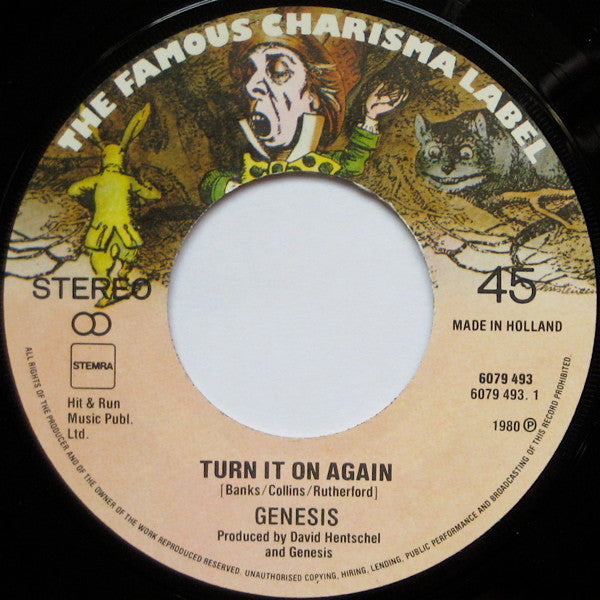 THE FAMOUS CHARISMA LABEL
STEREO
45
MADE IN HOLLAND
STEMRA
Hit & Run
Music Publ.
Ltd.
6079 493
6079 493. 1
1980 ℗
TURN IT ON AGAIN
[Banks/Collins/Rutherford]
GENESIS
Produced by David Hentschel
and Genesis
ALL RIGHTS OF THE PRODUCER AND OF THE OWNER OF THE WORK REPRODUCED RESERVED. UNAUTHORISED COPYING, HIRING, LENDING, PUBLIC PERFORMANCE AND BROADCASTING OF THIS RECORD PROHIBITED.